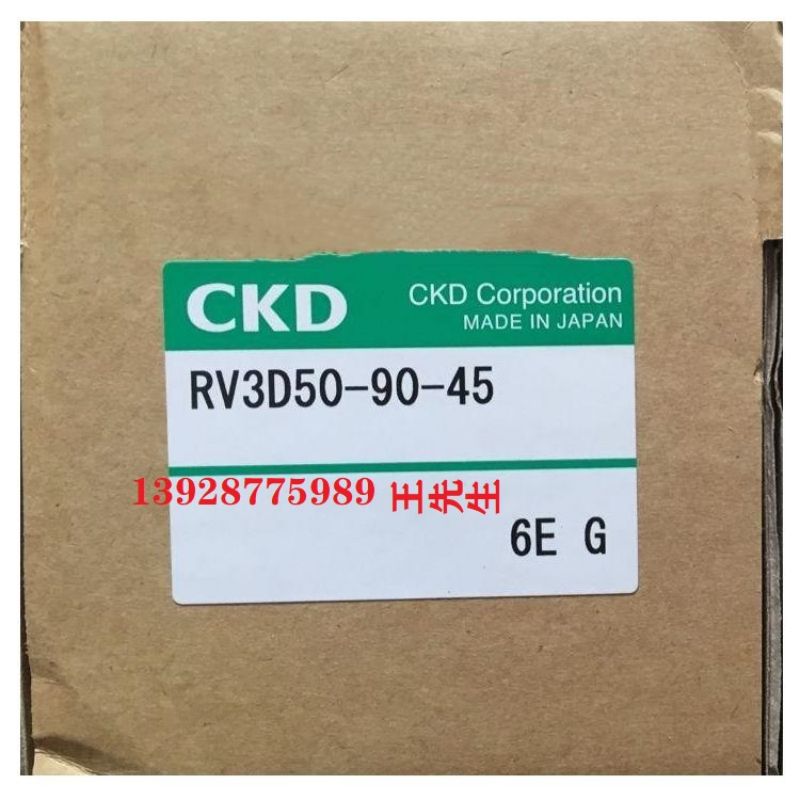 CKD
CKD Corporation
MADE IN JAPAN
RV3D50-90-45
13928775989 王先生
6E G